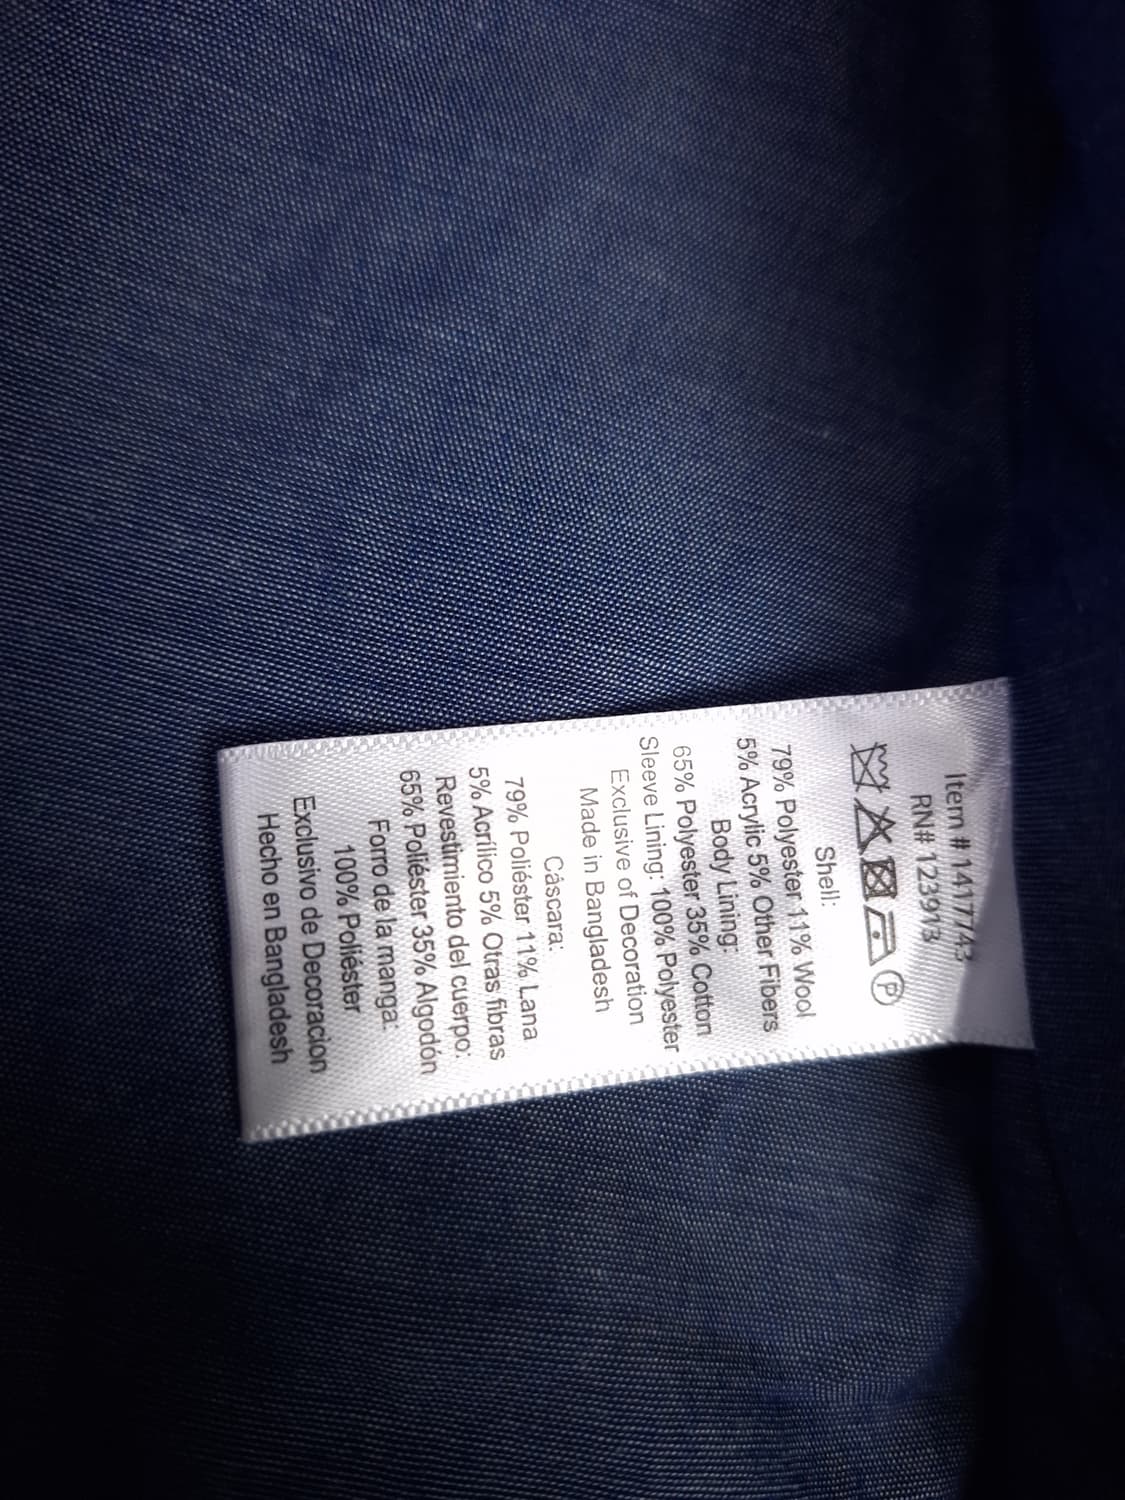 Item # 1417743
RN# 123913
P
Shell:
79% Polyester 11% Wool
5% Acrylic 5% Other Fibers
Body Lining:
65% Polyester 35% Cotton
Sleeve Lining: 100% Polyester
Exclusive of Decoration
Made in Bangladesh
Cáscara:
79% Poliéster 11% Lana
5% Acrílico 5% Otras fibras
Revestimiento del cuerpo:
65% Poliéster 35% Algodón
Forro de la manga:
100% Poliéster
Exclusivo de Decoracion
Hecho en Bangladesh